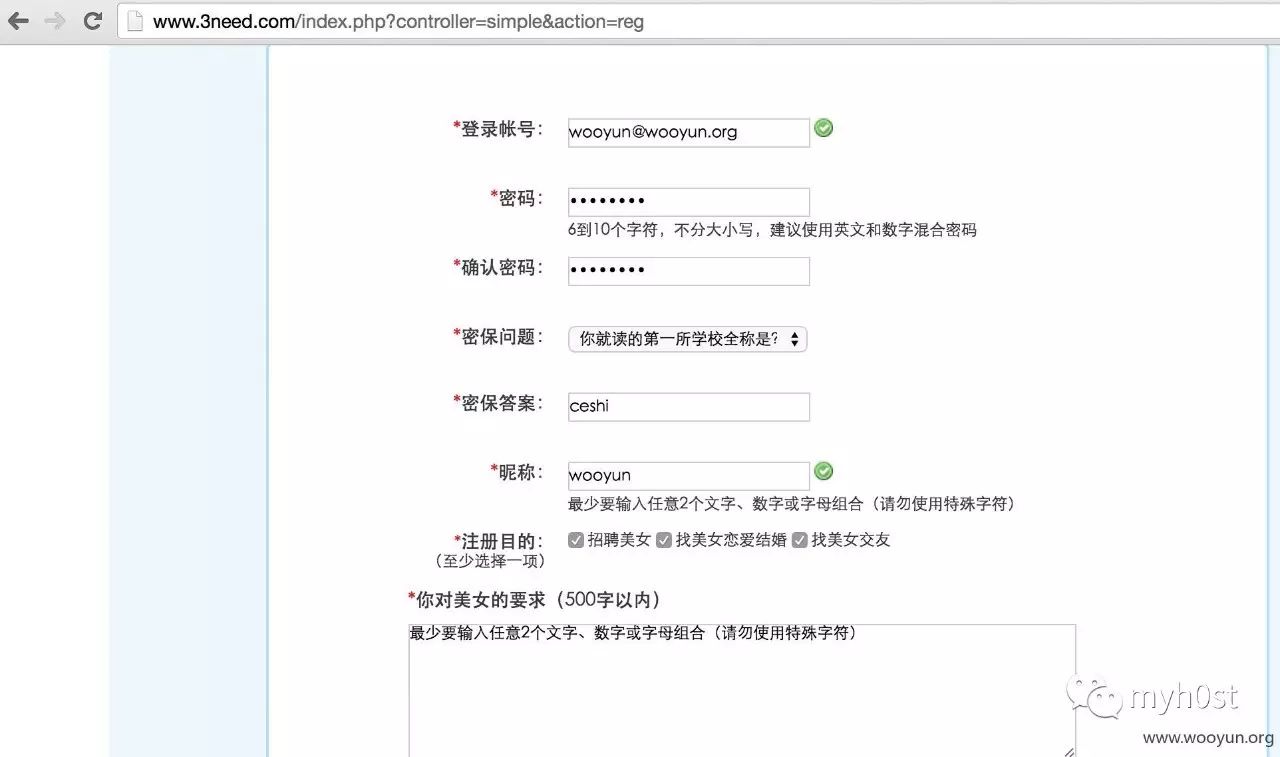 www.3need.com/index.php?controller=simple&action=reg
*登录帐号： wooyun@wooyun.org
*密码： ••••••••
6到10个字符，不分大小写，建议使用英文和数字混合密码
*确认密码： ••••••••
*密保问题： 你就读的第一所学校全称是?
*密保答案： ceshi
*昵称： wooyun
最少要输入任意2个文字、数字或字母组合（请勿使用特殊字符）
*注册目的： 招聘美女 找美女恋爱结婚 找美女交友
（至少选择一项）
*你对美女的要求（500字以内）
最少要输入任意2个文字、数字或字母组合（请勿使用特殊字符）
myh0st
www.wooyun.org